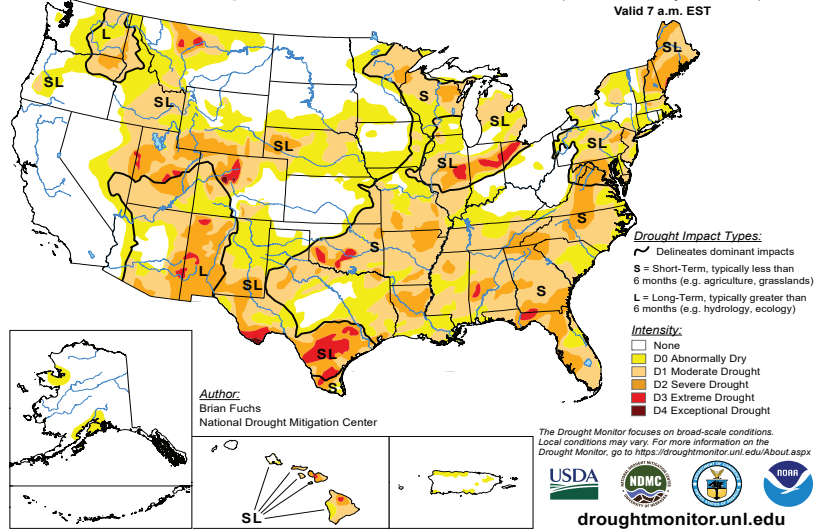 Valid 7 a.m. EST
L
SL
SL
SL
S
SL
SL
SL
SL
S
S
S
L
SL
SL
S
Drought Impact Types:
Delineates dominant impacts
S = Short-Term, typically less than
6 months (e.g. agriculture, grasslands)
L = Long-Term, typically greater than
6 months (e.g. hydrology, ecology)
Intensity:
None
D0 Abnormally Dry
D1 Moderate Drought
D2 Severe Drought
D3 Extreme Drought
D4 Exceptional Drought
Author:
Brian Fuchs
National Drought Mitigation Center
SL
The Drought Monitor focuses on broad-scale conditions.
Local conditions may vary. For more information on the
Drought Monitor, go to https://droughtmonitor.unl.edu/About.aspx
USDA
NDMC
NOAA
droughtmonitor.unl.edu